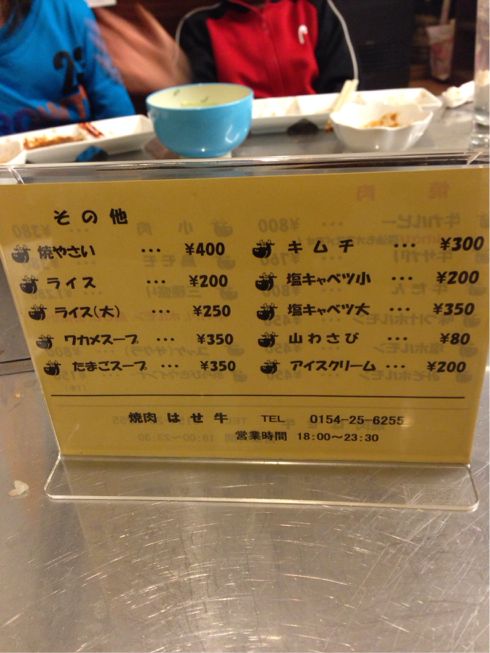 その他
焼やさい ・・・ ¥400
ライス ・・・ ¥200
ライス(大) ・・・ ¥250
ワカメスープ ・・・ ¥350
たまごスープ ・・・ ¥350
キムチ ・・・ ¥300
塩キャベツ小 ・・・ ¥200
塩キャベツ大 ・・・ ¥350
山わさび ・・・ ¥80
アイスクリーム ・・・ ¥200
焼肉 はせ牛 TEL 0154-25-6255
営業時間 18:00〜23:30